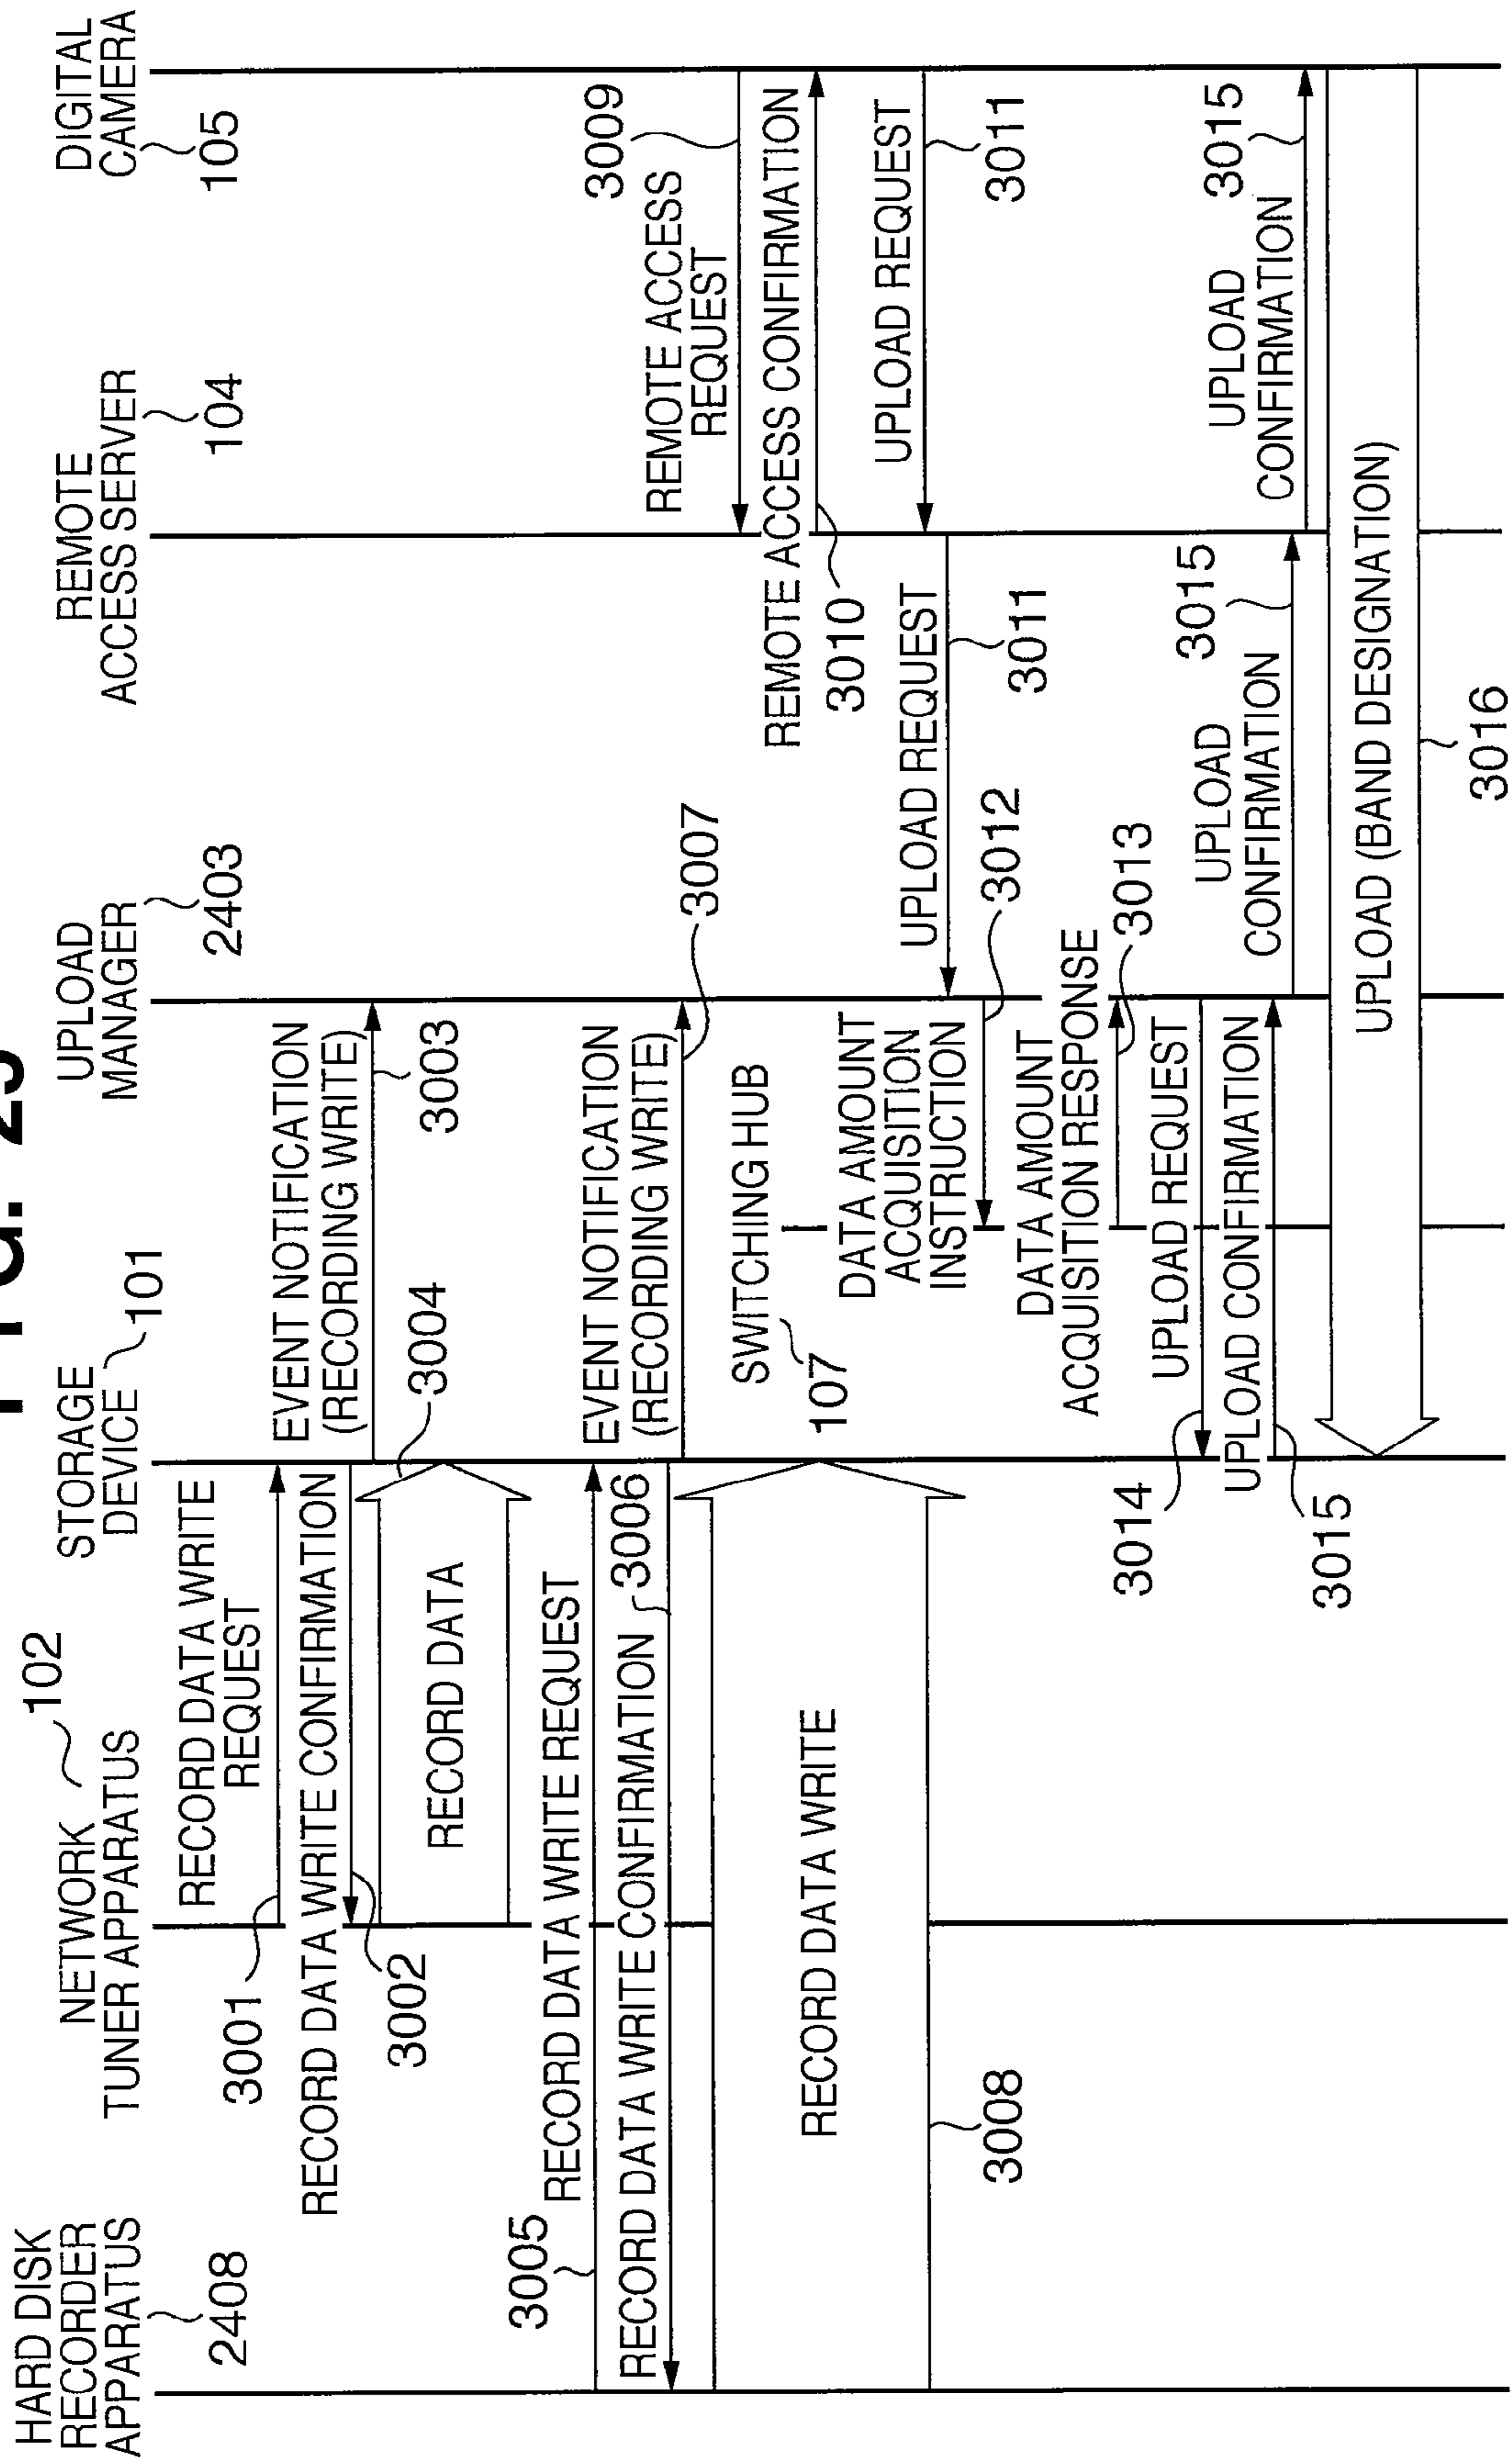 HARD DISK
RECORDER
APPARATUS
2408
NETWORK
TUNER APPARATUS
102
STORAGE
DEVICE
101
UPLOAD
MANAGER
2403
REMOTE
ACCESS SERVER
104
DIGITAL
CAMERA
105
RECORD DATA WRITE
REQUEST
3001
EVENT NOTIFICATION
(RECORDING WRITE)
3003
RECORD DATA WRITE CONFIRMATION
3002
3004
RECORD DATA
3005
RECORD DATA WRITE REQUEST
EVENT NOTIFICATION
(RECORDING WRITE)
3007
RECORD DATA WRITE CONFIRMATION
3006
RECORD DATA WRITE
3008
SWITCHING HUB
107
3009
REMOTE ACCESS
REQUEST
REMOTE ACCESS CONFIRMATION
3010
UPLOAD REQUEST
3011
UPLOAD REQUEST
3011
DATA AMOUNT
ACQUISITION
INSTRUCTION
3012
DATA AMOUNT
ACQUISITION RESPONSE
3013
UPLOAD REQUEST
3014
UPLOAD CONFIRMATION
3015
UPLOAD
CONFIRMATION
3015
UPLOAD
CONFIRMATION
3015
UPLOAD (BAND DESIGNATION)
3016